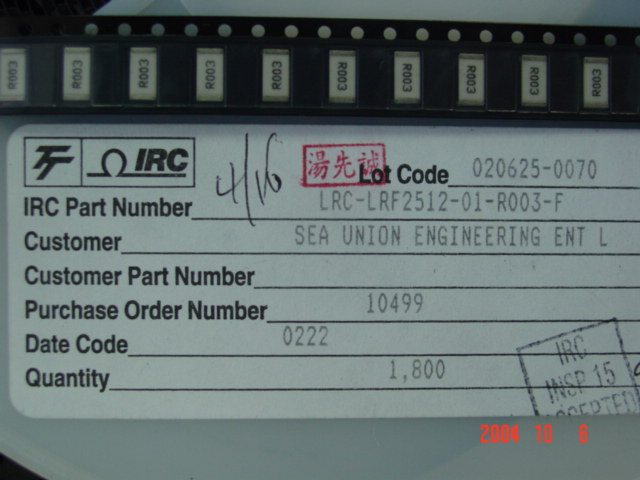 R003 R003 R003 R003 R003 R003 R003 R003 R003 R003
TT Ω IRC 4/16 湯先誠 Lot Code 020625-0070
IRC Part Number LRC-LRF2512-01-R003-F
Customer SEA UNION ENGINEERING ENT L
Customer Part Number
Purchase Order Number 10499
Date Code 0222
Quantity 1,800
IRC
INSP 15
ACCEPTED
2004 10 6